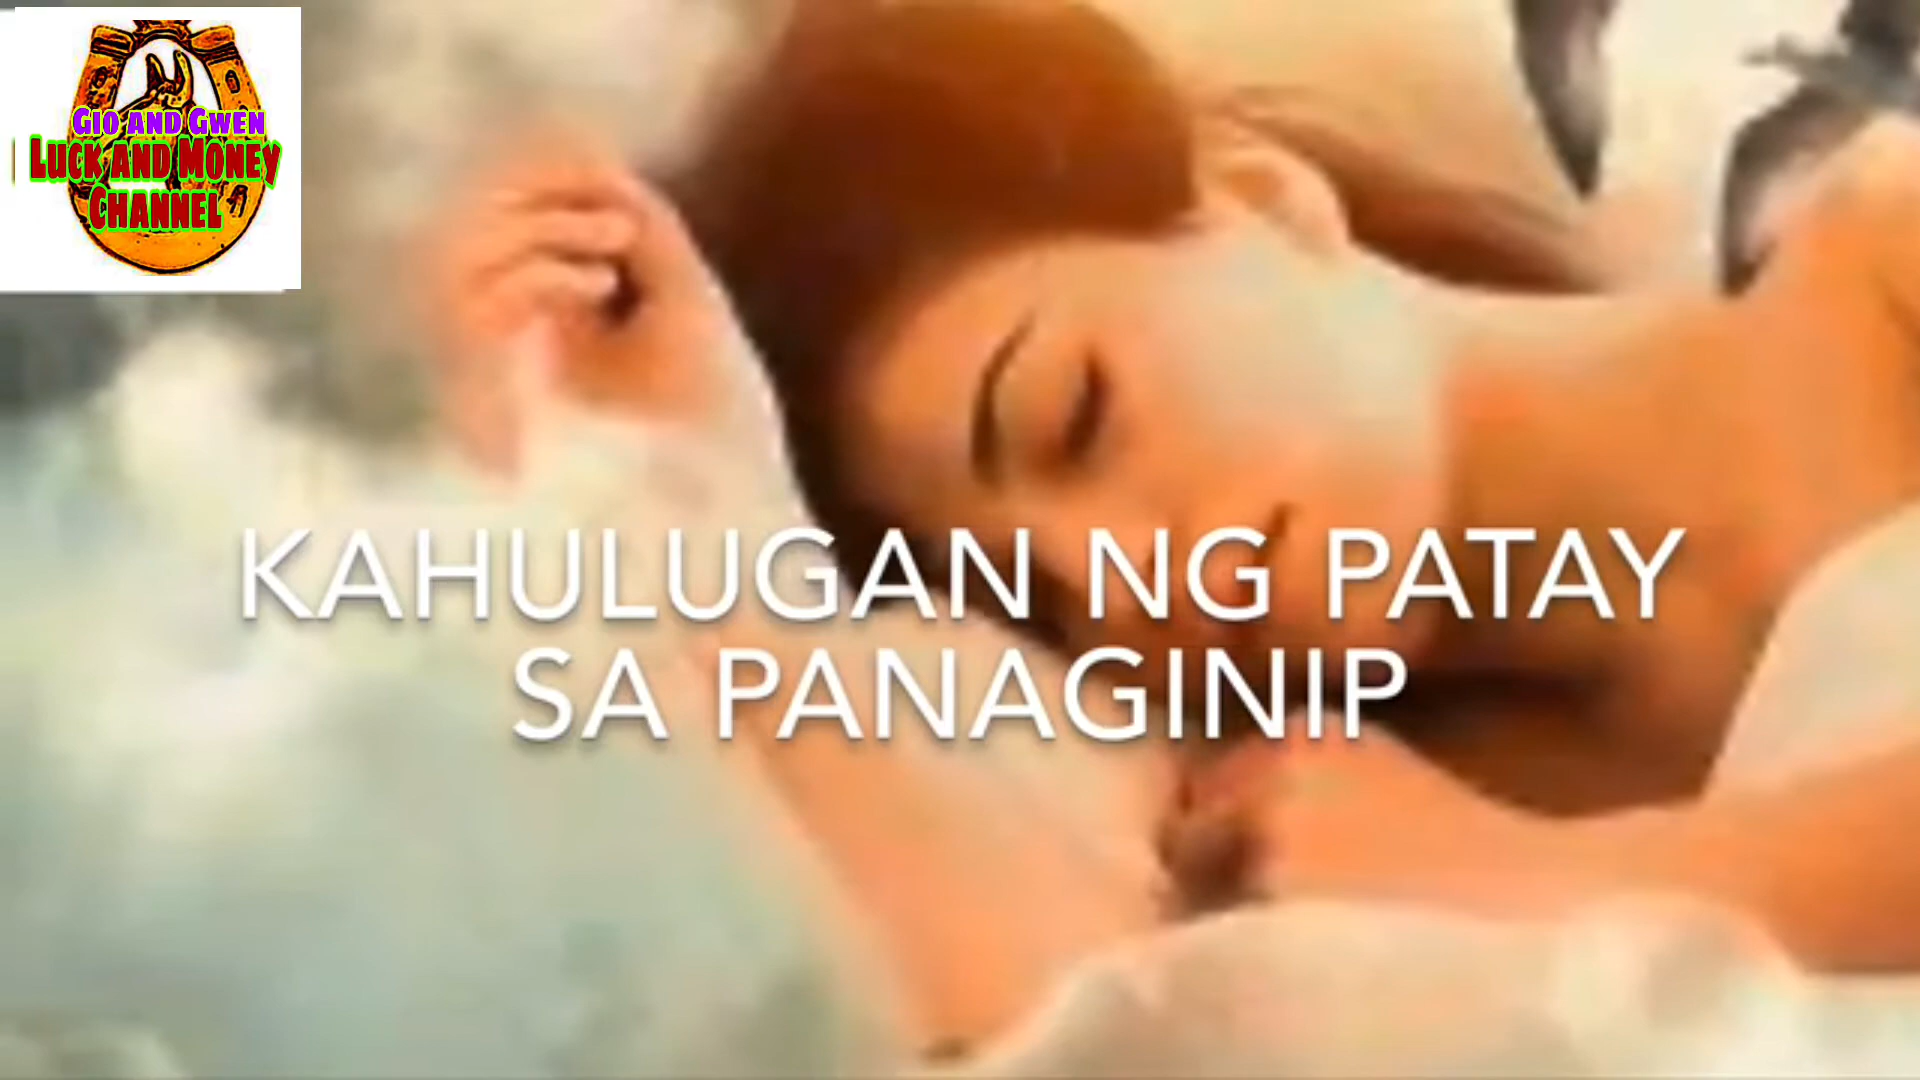 Gio and Gwen
Luck and Money
Channel
KAHULUGAN NG PATAY
SA PANAGINIP